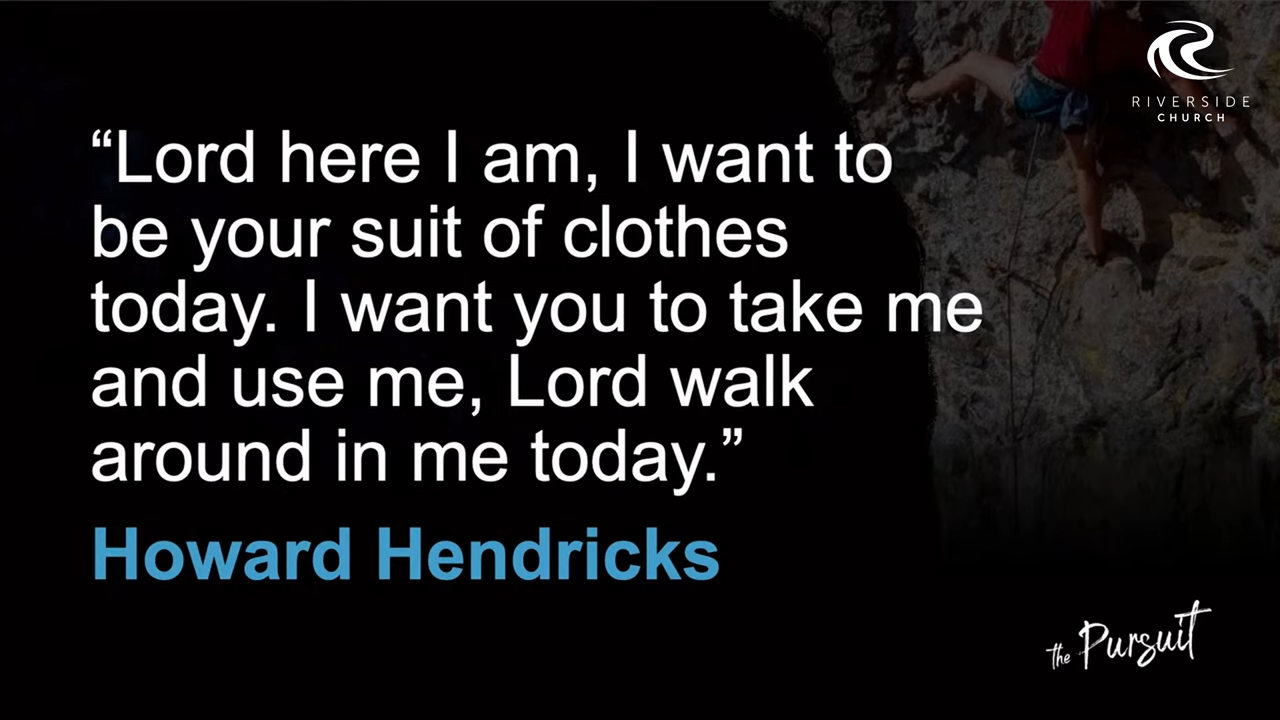 RIVERSIDE
CHURCH
“Lord here I am, I want to
be your suit of clothes
today. I want you to take me
and use me, Lord walk
around in me today.”
Howard Hendricks
the Pursuit